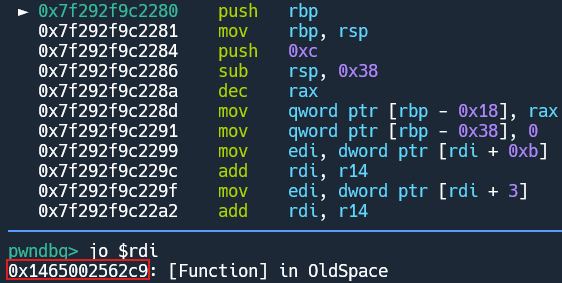 ► 0x7f292f9c2280 push rbp
0x7f292f9c2281 mov rbp, rsp
0x7f292f9c2284 push 0xc
0x7f292f9c2286 sub rsp, 0x38
0x7f292f9c228a dec rax
0x7f292f9c228d mov qword ptr [rbp - 0x18], rax
0x7f292f9c2291 mov qword ptr [rbp - 0x38], 0
0x7f292f9c2299 mov edi, dword ptr [rdi + 0xb]
0x7f292f9c229c add rdi, r14
0x7f292f9c229f mov edi, dword ptr [rdi + 3]
0x7f292f9c22a2 add rdi, r14
pwndbg> jo $rdi
0x1465002562c9: [Function] in OldSpace